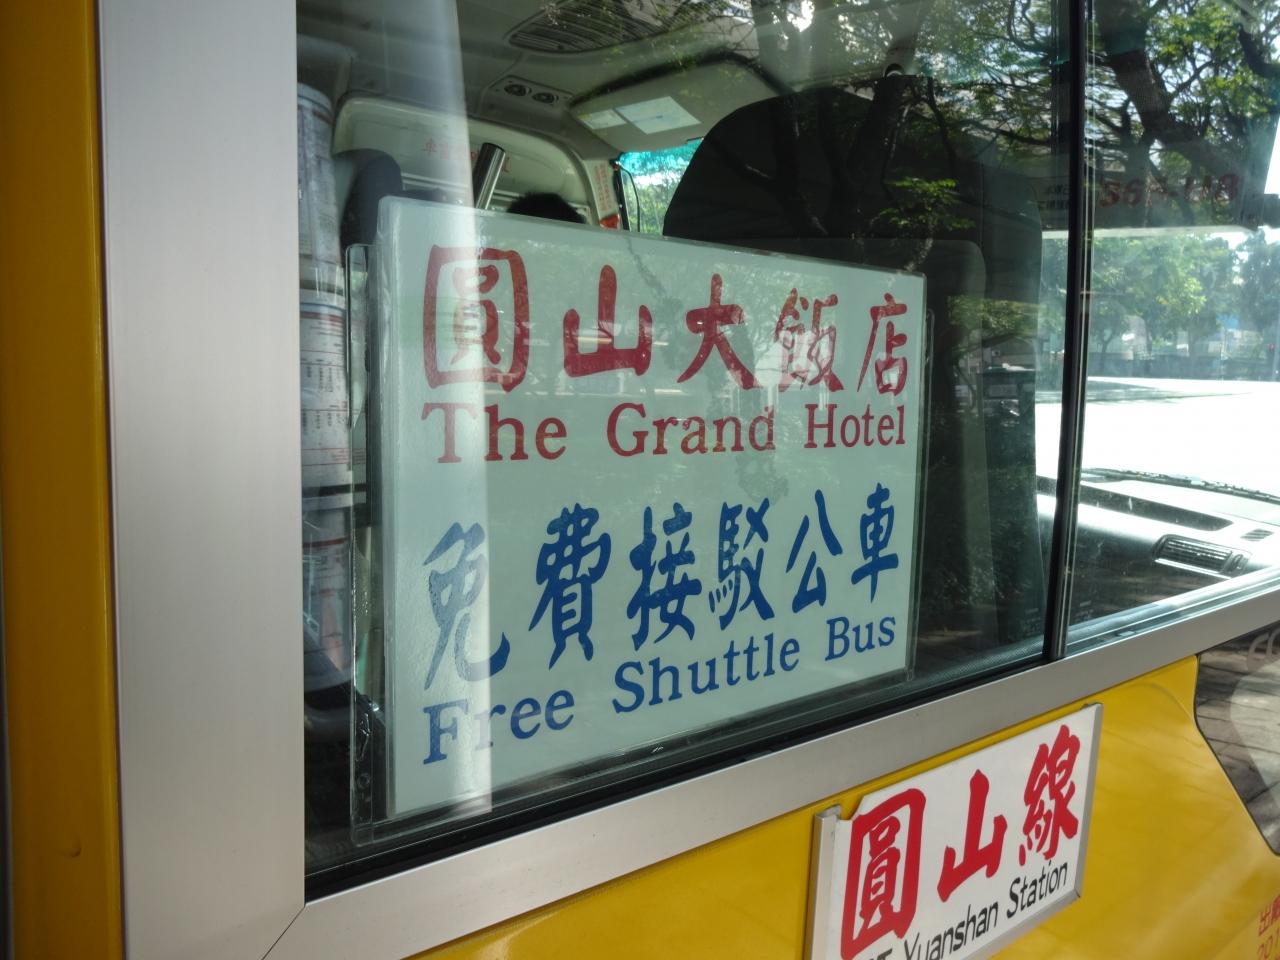 圓山大飯店
The Grand Hotel
免費接駁公車
Free Shuttle Bus
圓山線
Yuanshan Station